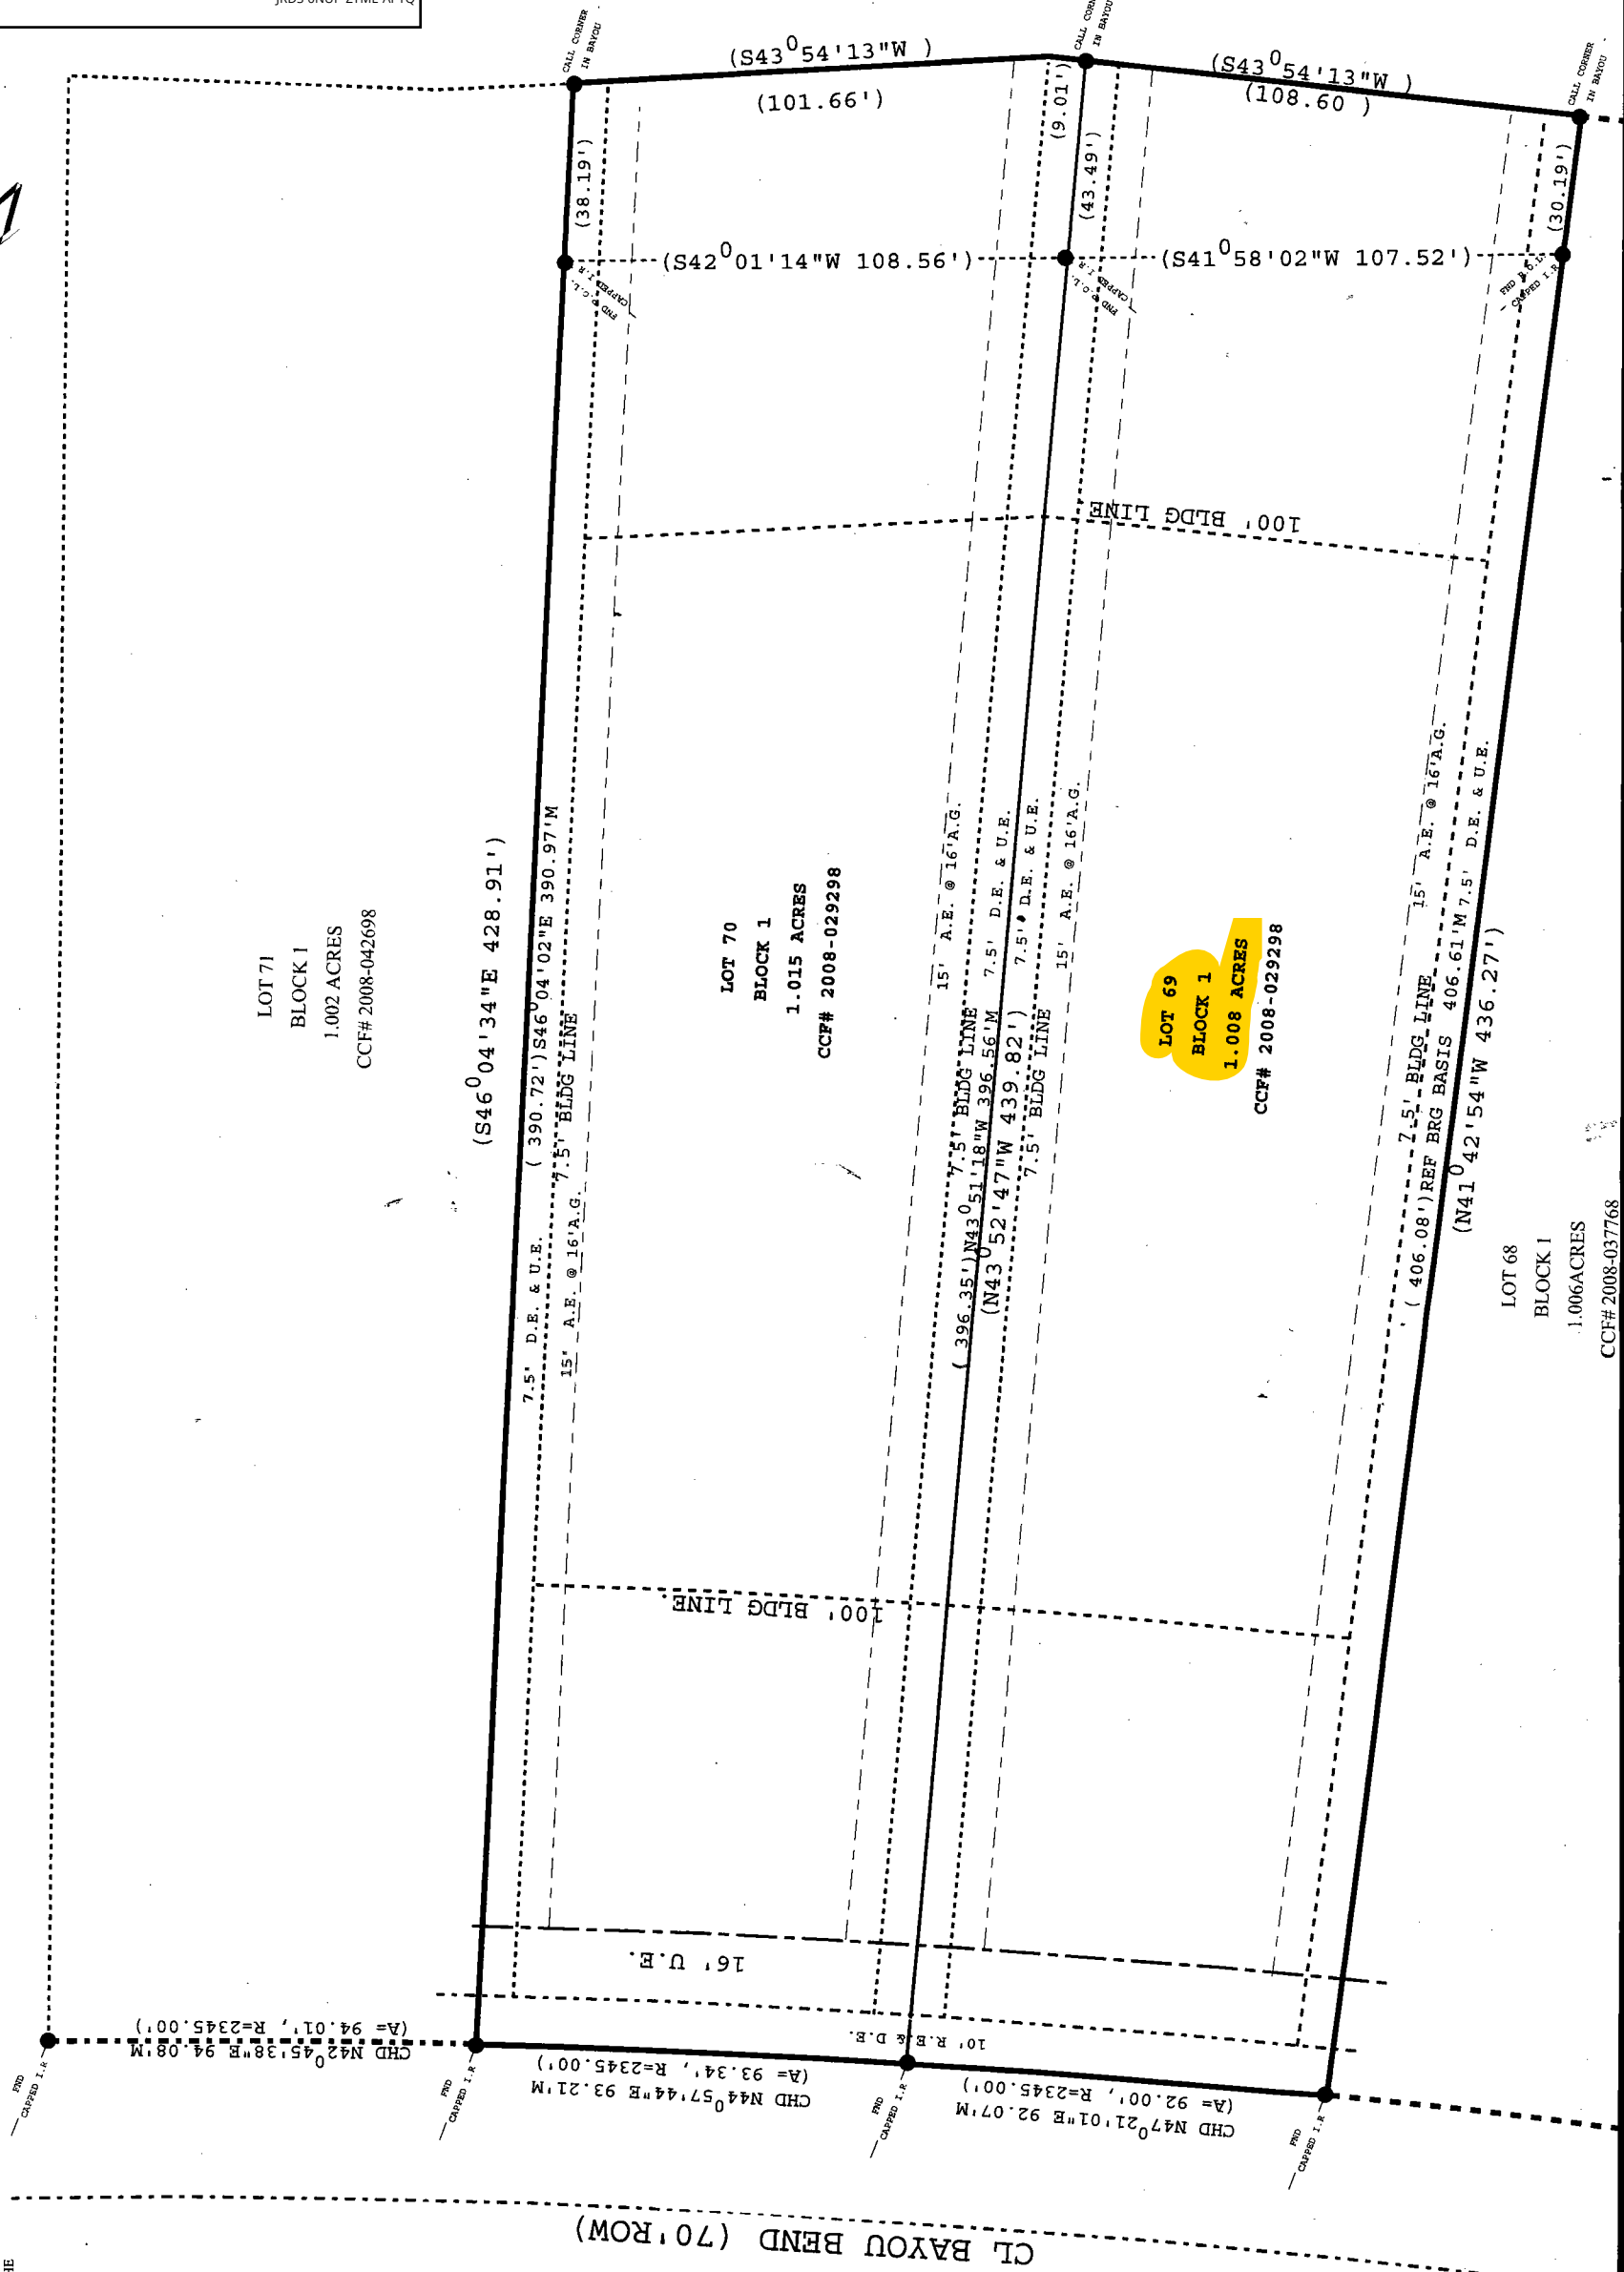 CALL CORNER
IN BAYOU
(S43°54'13"W )
(101.66')
(9.01')
IN BAYOU
(S43°54'13"W )
(108.60 )
CALL CORNER
IN BAYOU
(38.19')
(43.49')
(30.19')
(S42°01'14"W 108.56')
(S41°58'02"W 107.52')
FND P.O.L.
CAPPED I.R
FND P.O.L.
CAPPED I.R
FND P.O.L.
CAPPED I.R
100' BLDG LINE
LOT 71
BLOCK 1
1.002 ACRES
CCF# 2008-042698
(S46°04'34"E 428.91')
( 390.72')S46°04'02"E 390.97'M
7.5' BLDG LINE
7.5' D.E. & U.E.
15' A.E. @ 16'A.G.
LOT 70
BLOCK 1
1.015 ACRES
CCF# 2008-029298
15' A.E. @ 16'A.G.
7.5' BLDG LINE
7.5' D.E. & U.E.
( 396.35')N43°51'18"W 396.56'M
(N43°52'47"W 439.82')
7.5' D.E. & U.E.
7.5' BLDG LINE
15' A.E. @ 16'A.G.
LOT 69
BLOCK 1
1.008 ACRES
CCF# 2008-029298
15' A.E. @ 16'A.G.
7.5' BLDG LINE
7.5' D.E. & U.E.
( 406.08')REF BRG BASIS 406.61'M
(N41°42'54"W 436.27')
LOT 68
BLOCK 1
1.006ACRES
CCF# 2008-037768
100' BLDG LINE.
16' U.E.
10' R.E.& D.E.
(A= 94.01', R=2345.00')
CHD N42°45'38"E 94.08'M
(A= 93.34', R=2345.00')
CHD N44°57'44"E 93.21'M
(A= 92.00', R=2345.00')
CHD N47°21'01"E 92.07'M
FND
CAPPED I.R
FND
CAPPED I.R
FND
CAPPED I.R
FND
CAPPED I.R
CL BAYOU BEND (70'ROW)